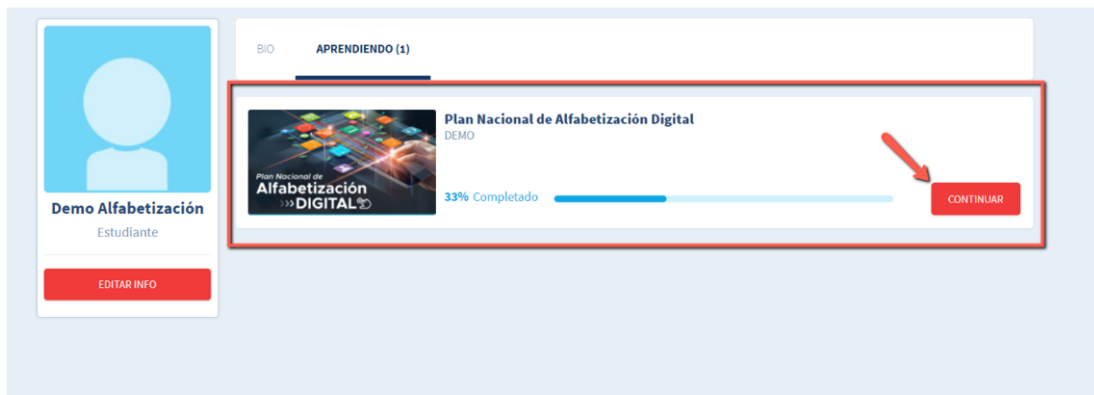 BIO
APRENDIENDO (1)
Plan Nacional de Alfabetización Digital
DEMO
Plan Nacional de
Alfabetización
»»DIGITAL
33% Completado
CONTINUAR
Demo Alfabetización
Estudiante
EDITAR INFO